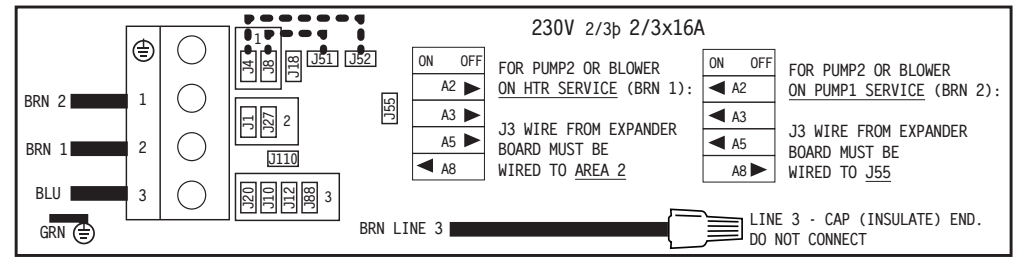 230V 2/3p 2/3x16A
BRN 2
BRN 1
BLU
GRN
1
2
3
1
J4
J8
J18
J51
J52
J1
J27
2
J55
J110
J20
J10
J12
J88
3
ON OFF
A2
A3
A5
A8
FOR PUMP2 OR BLOWER
ON HTR SERVICE (BRN 1):
J3 WIRE FROM EXPANDER
BOARD MUST BE
WIRED TO AREA 2
ON OFF
A2
A3
A5
A8
FOR PUMP2 OR BLOWER
ON PUMP1 SERVICE (BRN 2):
J3 WIRE FROM EXPANDER
BOARD MUST BE
WIRED TO J55
BRN LINE 3
LINE 3 - CAP (INSULATE) END.
DO NOT CONNECT